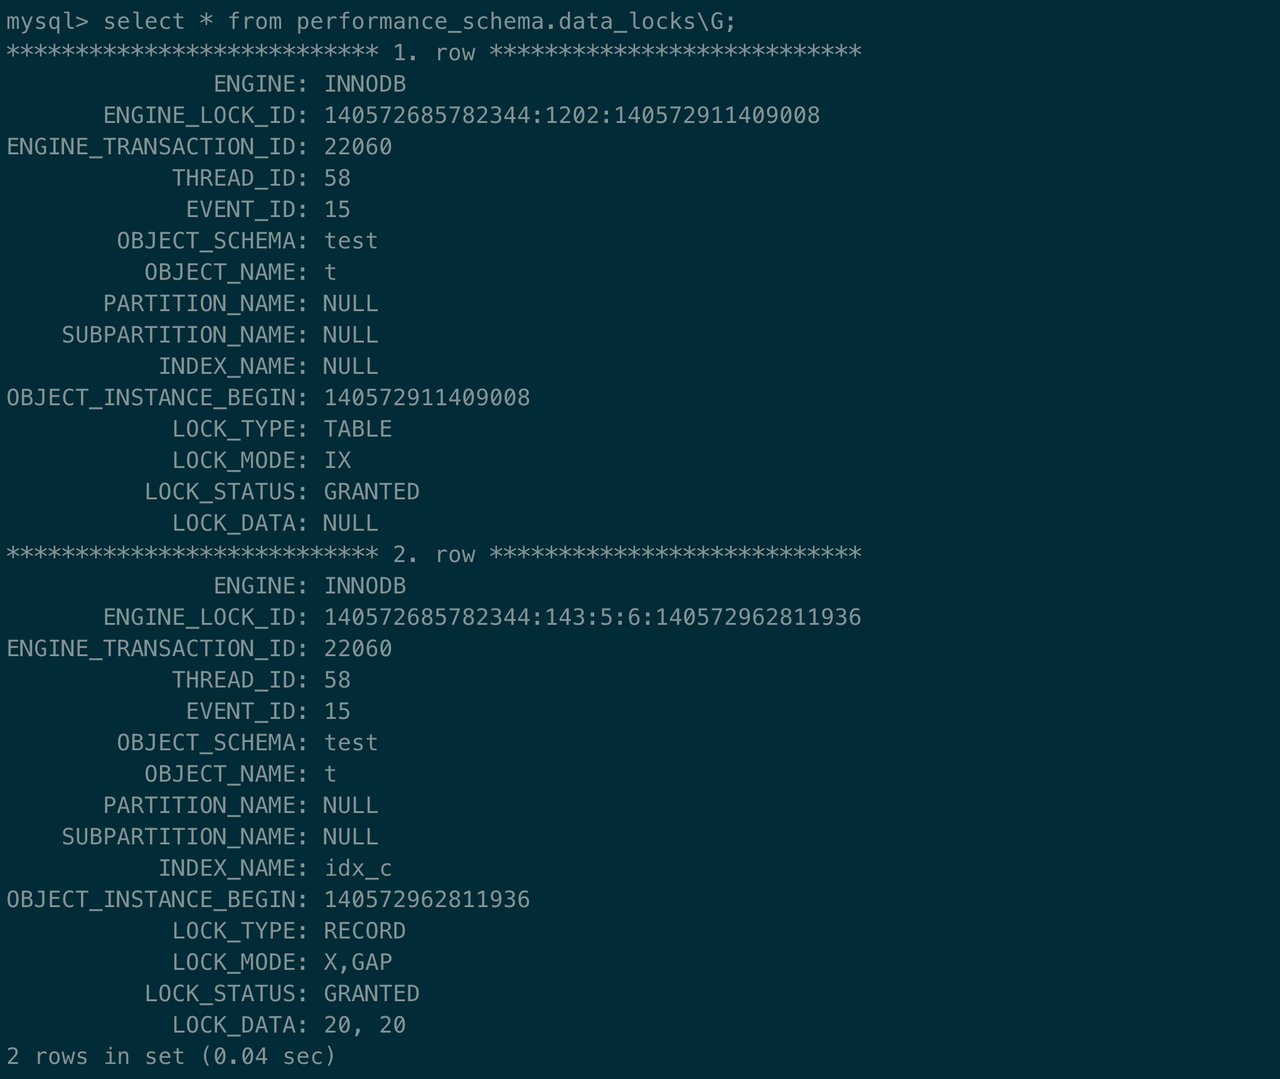 mysql> select * from performance_schema.data_locks\G;
*************************** 1. row ***************************
ENGINE: INNODB
ENGINE_LOCK_ID: 140572685782344:1202:140572911409008
ENGINE_TRANSACTION_ID: 22060
THREAD_ID: 58
EVENT_ID: 15
OBJECT_SCHEMA: test
OBJECT_NAME: t
PARTITION_NAME: NULL
SUBPARTITION_NAME: NULL
INDEX_NAME: NULL
OBJECT_INSTANCE_BEGIN: 140572911409008
LOCK_TYPE: TABLE
LOCK_MODE: IX
LOCK_STATUS: GRANTED
LOCK_DATA: NULL
*************************** 2. row ***************************
ENGINE: INNODB
ENGINE_LOCK_ID: 140572685782344:143:5:6:140572962811936
ENGINE_TRANSACTION_ID: 22060
THREAD_ID: 58
EVENT_ID: 15
OBJECT_SCHEMA: test
OBJECT_NAME: t
PARTITION_NAME: NULL
SUBPARTITION_NAME: NULL
INDEX_NAME: idx_c
OBJECT_INSTANCE_BEGIN: 140572962811936
LOCK_TYPE: RECORD
LOCK_MODE: X,GAP
LOCK_STATUS: GRANTED
LOCK_DATA: 20, 20
2 rows in set (0.04 sec)